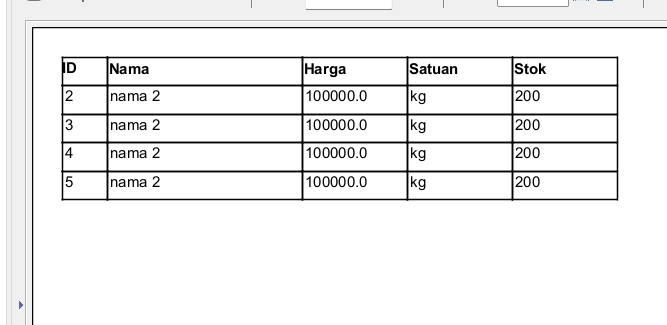 ID Nama Harga Satuan Stok
2 nama 2 100000.0 kg 200
3 nama 2 100000.0 kg 200
4 nama 2 100000.0 kg 200
5 nama 2 100000.0 kg 200